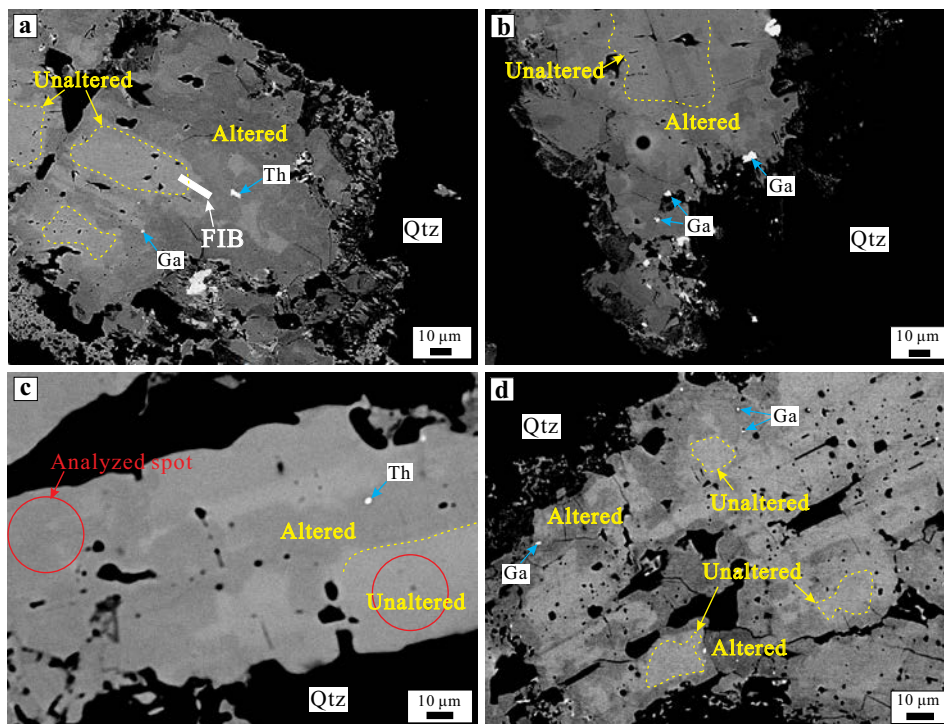 a
Unaltered
Altered
Th
FIB
Ga
Qtz
10 µm
b
Unaltered
Altered
Ga
Ga
Qtz
10 µm
c
Analyzed spot
Th
Altered
Unaltered
Qtz
10 µm
d
Qtz
Ga
Unaltered
Altered
Ga
Unaltered
Altered
10 µm